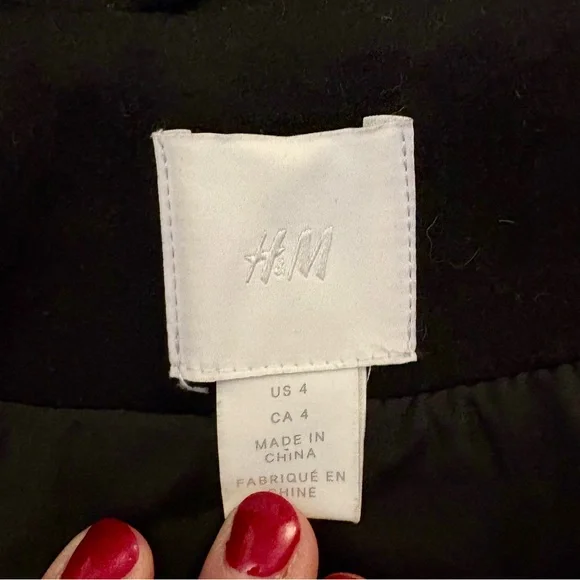 H&M
US 4
CA 4
MADE IN
CHINA
FABRIQUÉ EN
CHINE